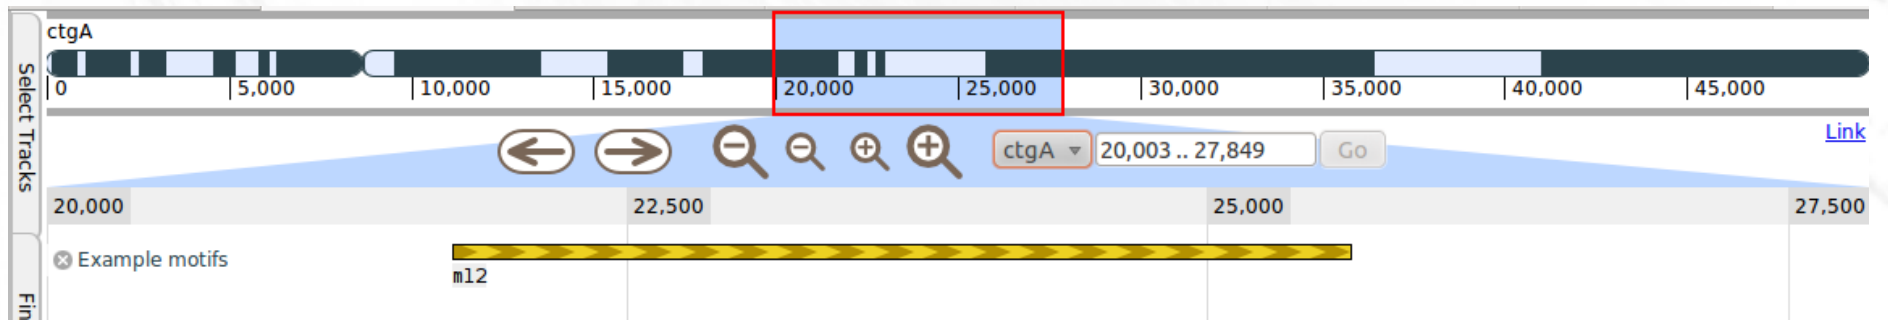 ctgA
0 5,000 10,000 15,000 20,000 25,000 30,000 35,000 40,000 45,000
Select Tracks
ctgA 20,003 .. 27,849 Go
Link
20,000 22,500 25,000 27,500
Example motifs
m12
Fin